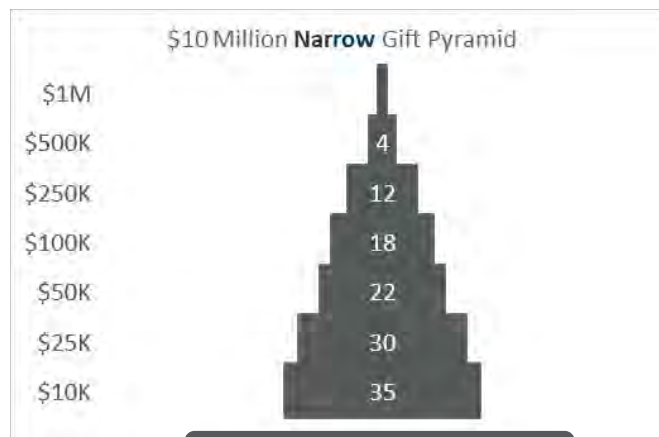 $10 Million Narrow Gift Pyramid
$1M
$500K 4
$250K 12
$100K 18
$50K 22
$25K 30
$10K 35